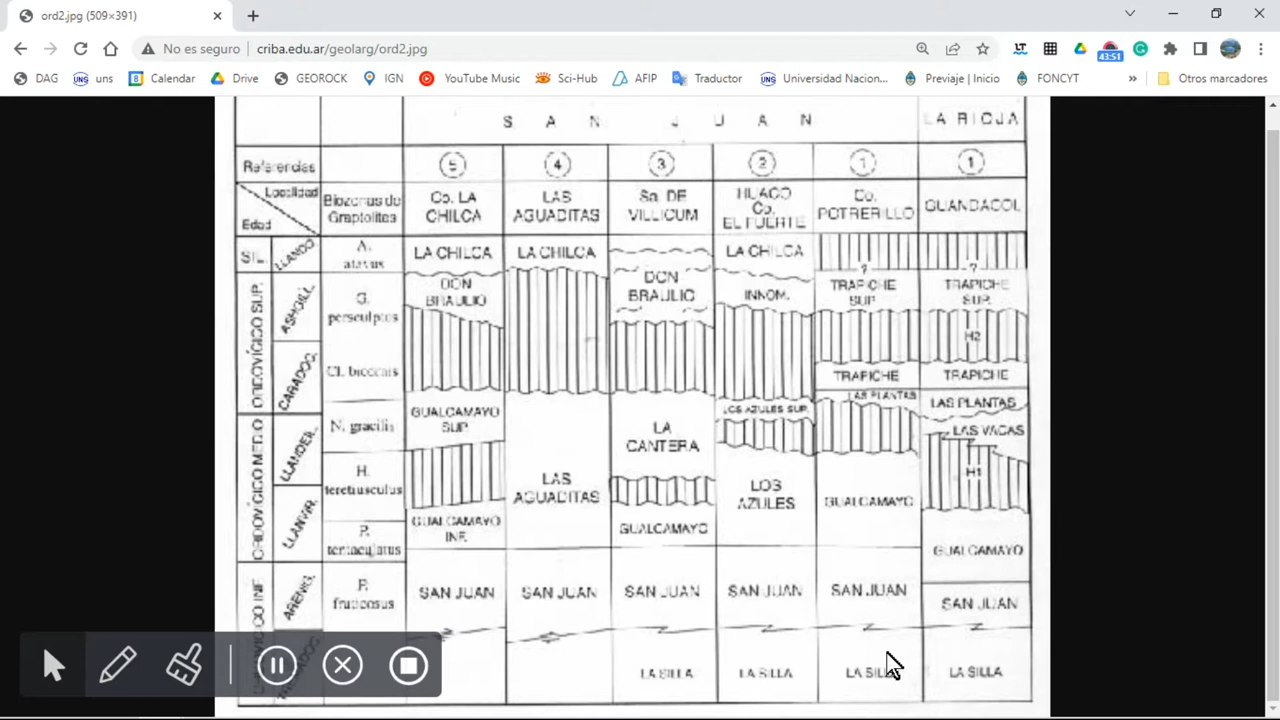 ord2.jpg (509×391)
No es seguro | criba.edu.ar/geolarg/ord2.jpg
43:51
DAG uns Calendar Drive GEOROCK IGN YouTube Music Sci-Hub AFIP Traductor Universidad Nacion... Previaje | Inicio FONCYT » Otros marcadores
S A N J U A N LA RIOJA
Referencias 5 4 3 2 1 1
Localidad
Edad
Biozonas de
Graptolites
Co. LA
CHILCA
LAS
AGUADITAS
Sa. DE
VILLICUM
HUACO
Co.
EL FUERTE
Co.
POTRERILLO
GUANDACOL
SIL. LLANDO
A.
atavus
LA CHILCA LA CHILCA LA CHILCA
ORDOVÍCICO SUP.
ASHGILL.
G.
persculptus
DON
BRAULIO
DON
BRAULIO
INNOM.
?
TRAPICHE
SUP
?
TRAPICHE
SUP.
H2
CARADOG.
Cl. bicornis
TRAPICHE TRAPICHE
LAS PLANTAS LAS PLANTAS
ORDOVÍCICO MEDIO
LLANDEIL.
N. gracilis
GUALCAMAYO
SUP.
LOS AZULES SUP.
LAS VACAS
LA
CANTERA
H.
teretiusculus
LAS
AGUADITAS
LOS
AZULES
GUALCAMAYO
H1
LLANVIR.
P.
tentaculatus
GUALCAMAYO
INF.
GUALCAMAYO
GUALCAMAYO
ARENIG.
P.
fruticosus
SAN JUAN SAN JUAN SAN JUAN SAN JUAN SAN JUAN SAN JUAN
LA SILLA LA SILLA LA SILLA LA SILLA